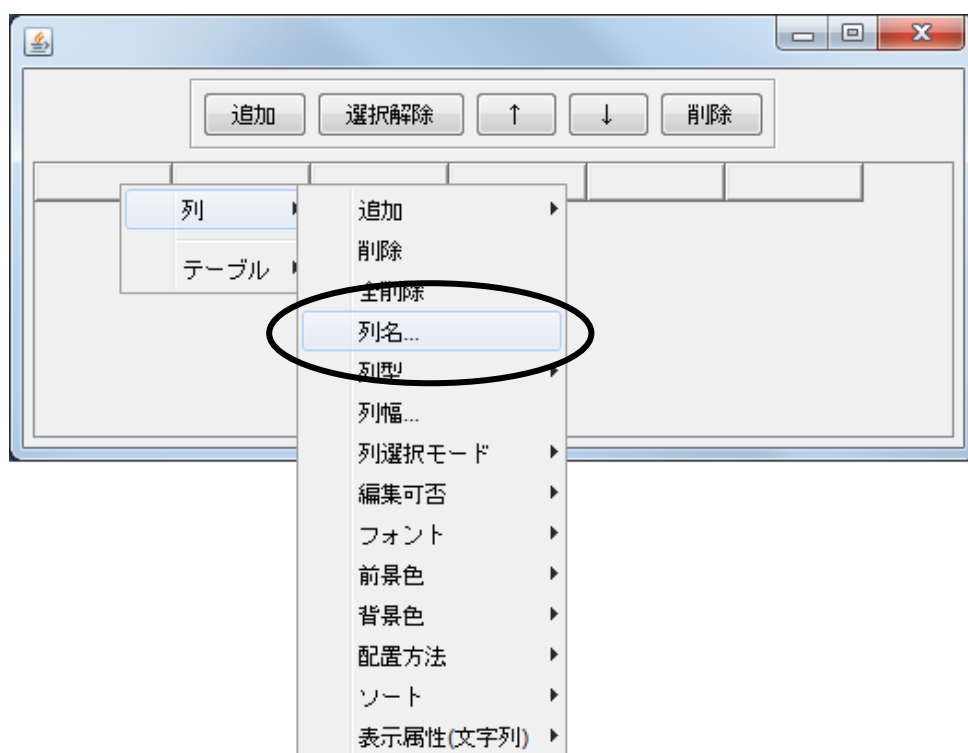 追加 選択解除 ↑ ↓ 削除
列
テーブル
追加
削除
全削除
列名...
列型
列幅...
列選択モード
編集可否
フォント
前景色
背景色
配置方法
ソート
表示属性(文字列)